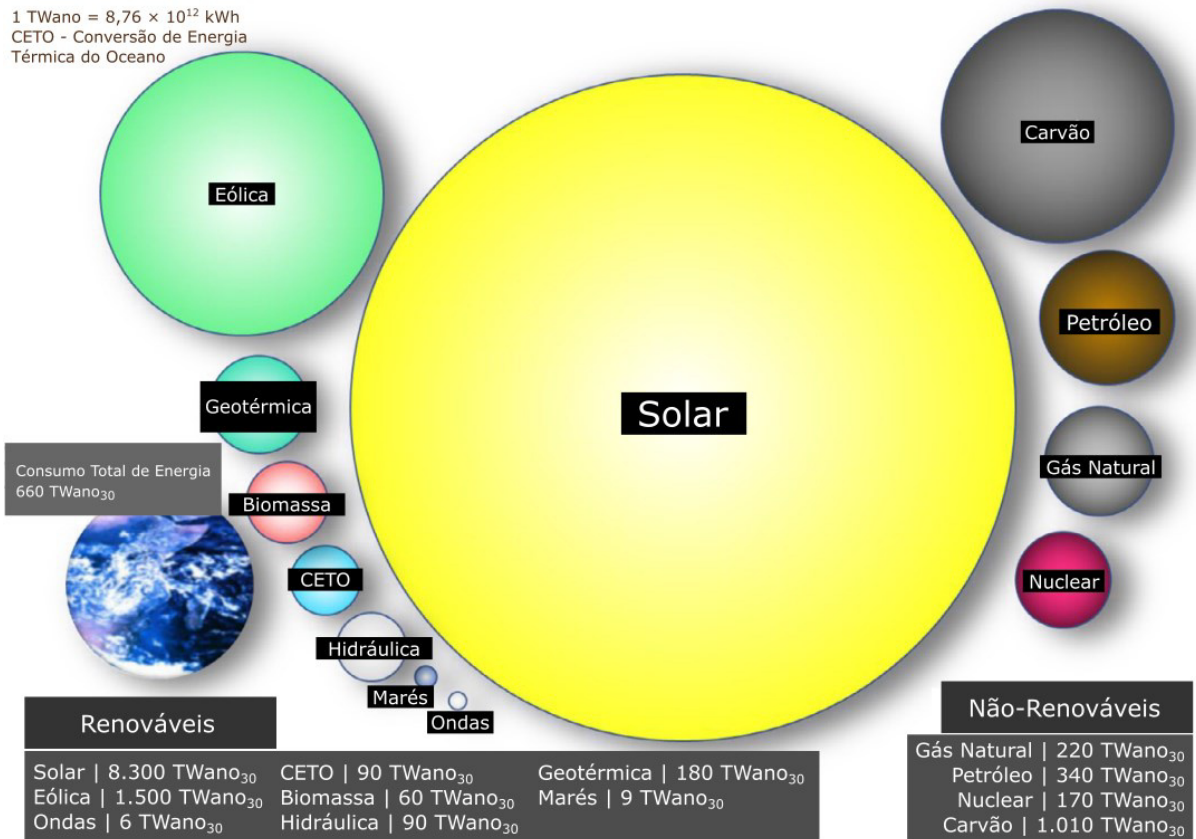 1 TWano = 8,76 × 10¹² kWh
CETO - Conversão de Energia
Térmica do Oceano
Eólica
Carvão
Petróleo
Geotérmica
Solar
Consumo Total de Energia
660 TWano₃₀
Gás Natural
Biomassa
CETO
Nuclear
Hidráulica
Marés
Ondas
Renováveis
Solar | 8.300 TWano₃₀
Eólica | 1.500 TWano₃₀
Ondas | 6 TWano₃₀
CETO | 90 TWano₃₀
Biomassa | 60 TWano₃₀
Hidráulica | 90 TWano₃₀
Geotérmica | 180 TWano₃₀
Marés | 9 TWano₃₀
Não-Renováveis
Gás Natural | 220 TWano₃₀
Petróleo | 340 TWano₃₀
Nuclear | 170 TWano₃₀
Carvão | 1.010 TWano₃₀